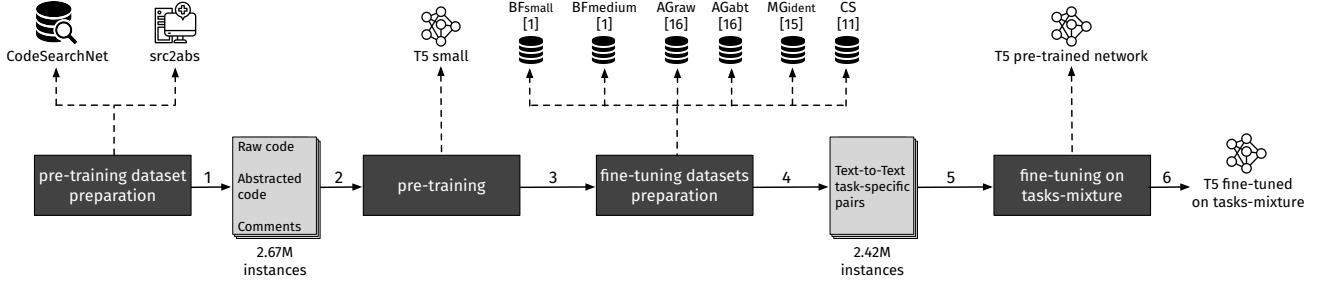 BFsmall
[1]
BFmedium
[1]
AGraw
[16]
AGabt
[16]
MGident
[15]
CS
[11]
CodeSearchNet
src2abs
T5 small
T5 pre-trained network
pre-training dataset
preparation
1
Raw code
Abstracted
code
Comments
2.67M
instances
2
pre-training
3
fine-tuning datasets
preparation
4
Text-to-Text
task-specific
pairs
2.42M
instances
5
fine-tuning on
tasks-mixture
6
T5 fine-tuned
on tasks-mixture